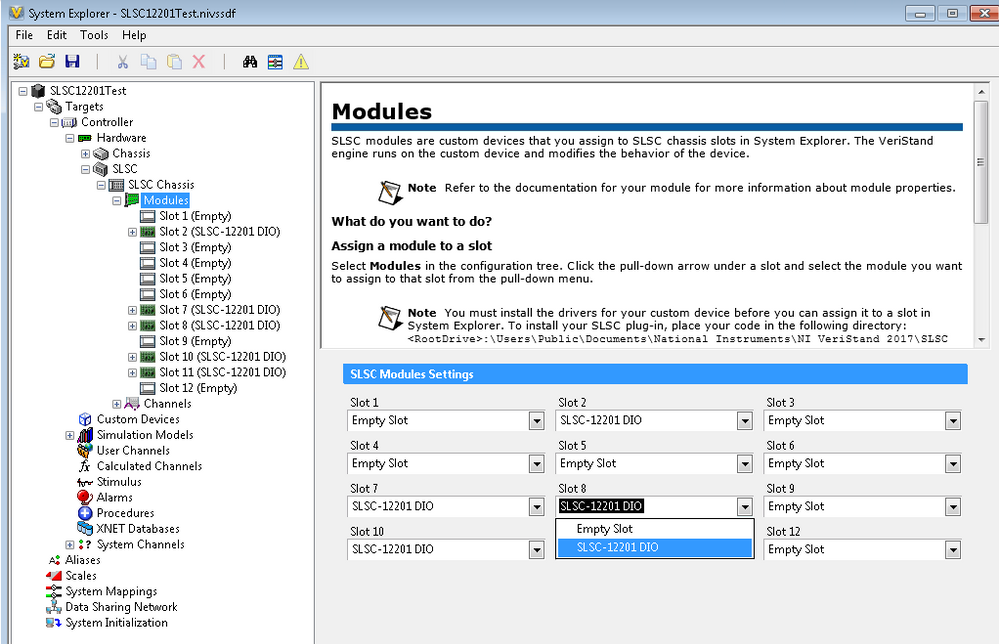 System Explorer - SLSC12201Test.nivssdf
File Edit Tools Help
SLSC12201Test
Targets
Controller
Hardware
Chassis
SLSC
SLSC Chassis
Modules
Slot 1 (Empty)
Slot 2 (SLSC-12201 DIO)
Slot 3 (Empty)
Slot 4 (Empty)
Slot 5 (Empty)
Slot 6 (Empty)
Slot 7 (SLSC-12201 DIO)
Slot 8 (SLSC-12201 DIO)
Slot 9 (Empty)
Slot 10 (SLSC-12201 DIO)
Slot 11 (SLSC-12201 DIO)
Slot 12 (Empty)
Channels
Custom Devices
Simulation Models
User Channels
Calculated Channels
Stimulus
Alarms
Procedures
XNET Databases
System Channels
Aliases
Scales
System Mappings
Data Sharing Network
System Initialization
Modules
SLSC modules are custom devices that you assign to SLSC chassis slots in System Explorer. The VeriStand
engine runs on the custom device and modifies the behavior of the device.
Note Refer to the documentation for your module for more information about module properties.
What do you want to do?
Assign a module to a slot
Select Modules in the configuration tree. Click the pull-down arrow under a slot and select the module you want
to assign to that slot from the pull-down menu.
Note You must install the drivers for your custom device before you can assign it to a slot in
System Explorer. To install your SLSC plug-in, place your code in the following directory:
<RootDrive>:\Users\Public\Documents\National Instruments\NI VeriStand 2017\SLSC
SLSC Modules Settings
Slot 1 Slot 2 Slot 3
Empty Slot SLSC-12201 DIO Empty Slot
Slot 4 Slot 5 Slot 6
Empty Slot Empty Slot Empty Slot
Slot 7 Slot 8 Slot 9
SLSC-12201 DIO SLSC-12201 DIO Empty Slot
Slot 10 Empty Slot Slot 12
SLSC-12201 DIO SLSC-12201 DIO Empty Slot